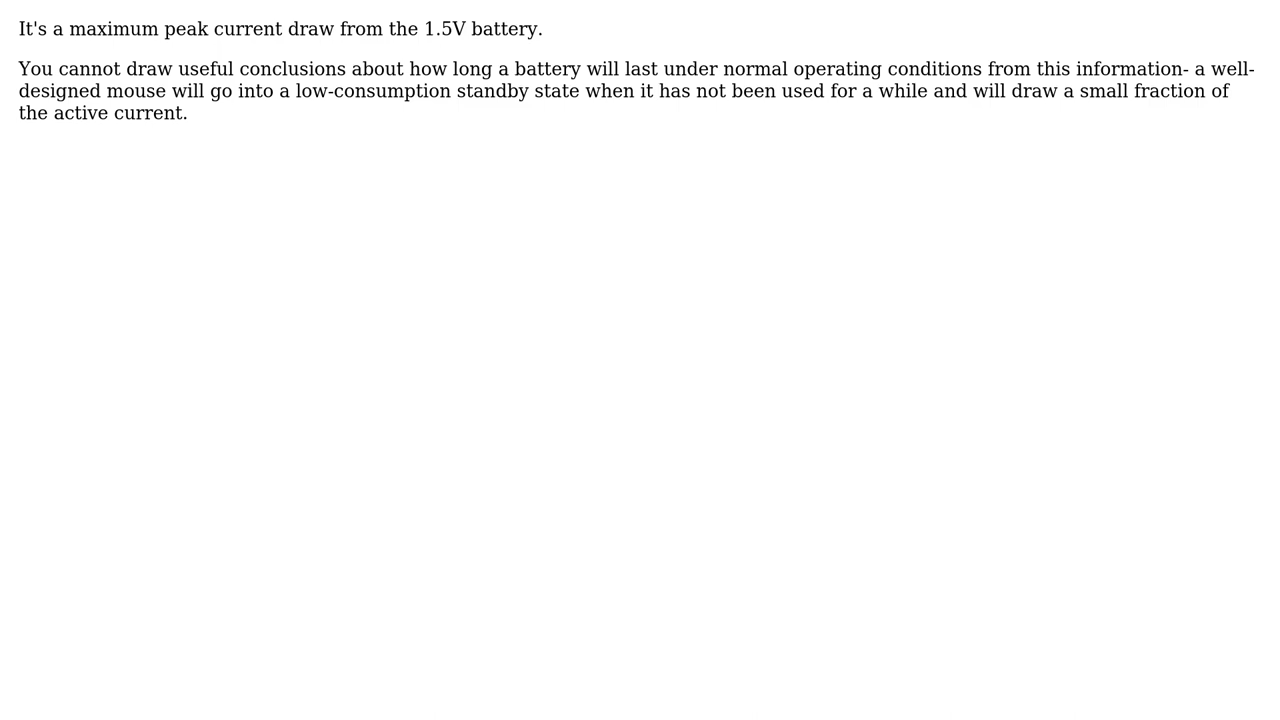 It's a maximum peak current draw from the 1.5V battery.
You cannot draw useful conclusions about how long a battery will last under normal operating conditions from this information- a well-
designed mouse will go into a low-consumption standby state when it has not been used for a while and will draw a small fraction of
the active current.